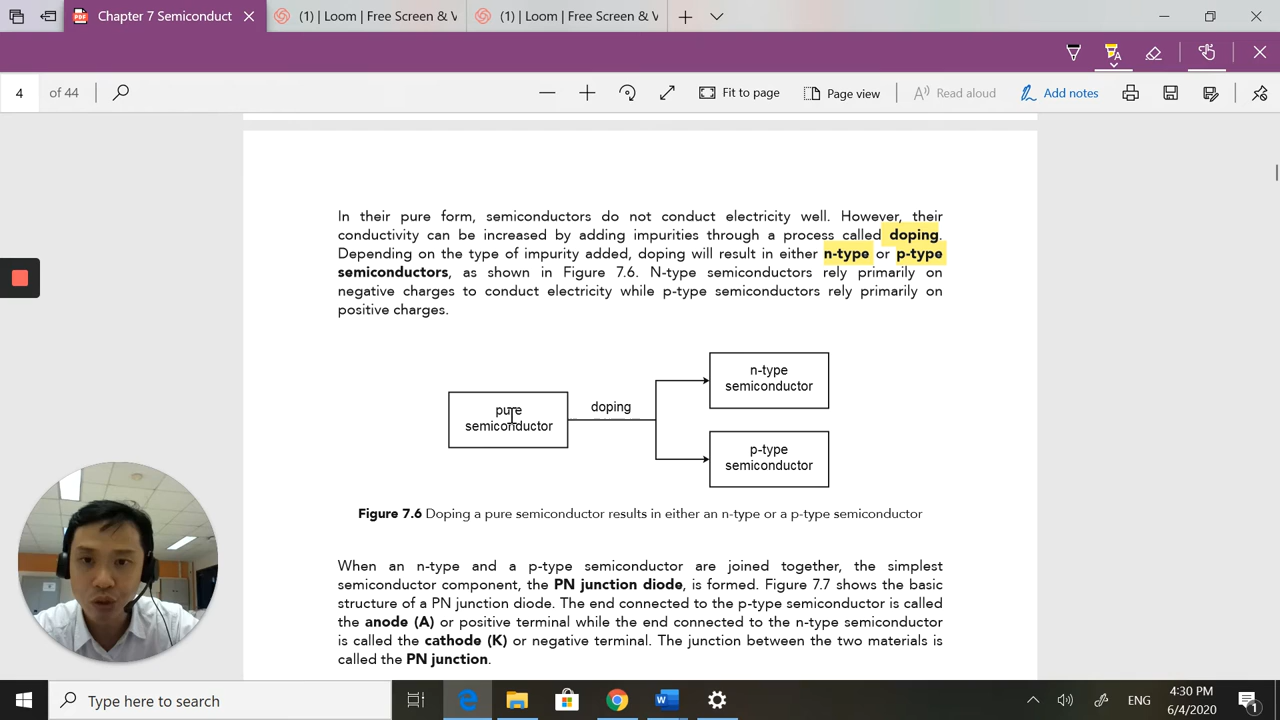 Chapter 7 Semiconduct
(1) | Loom | Free Screen & V
(1) | Loom | Free Screen & V
4 of 44
Fit to page
Page view
Read aloud
Add notes
In their pure form, semiconductors do not conduct electricity well. However, their
conductivity can be increased by adding impurities through a process called doping.
Depending on the type of impurity added, doping will result in either n-type or p-type
semiconductors, as shown in Figure 7.6. N-type semiconductors rely primarily on
negative charges to conduct electricity while p-type semiconductors rely primarily on
positive charges.
pure
semiconductor
doping
n-type
semiconductor
p-type
semiconductor
Figure 7.6 Doping a pure semiconductor results in either an n-type or a p-type semiconductor
When an n-type and a p-type semiconductor are joined together, the simplest
semiconductor component, the PN junction diode, is formed. Figure 7.7 shows the basic
structure of a PN junction diode. The end connected to the p-type semiconductor is called
the anode (A) or positive terminal while the end connected to the n-type semiconductor
is called the cathode (K) or negative terminal. The junction between the two materials is
called the PN junction.
Type here to search
ENG
4:30 PM
6/4/2020
1